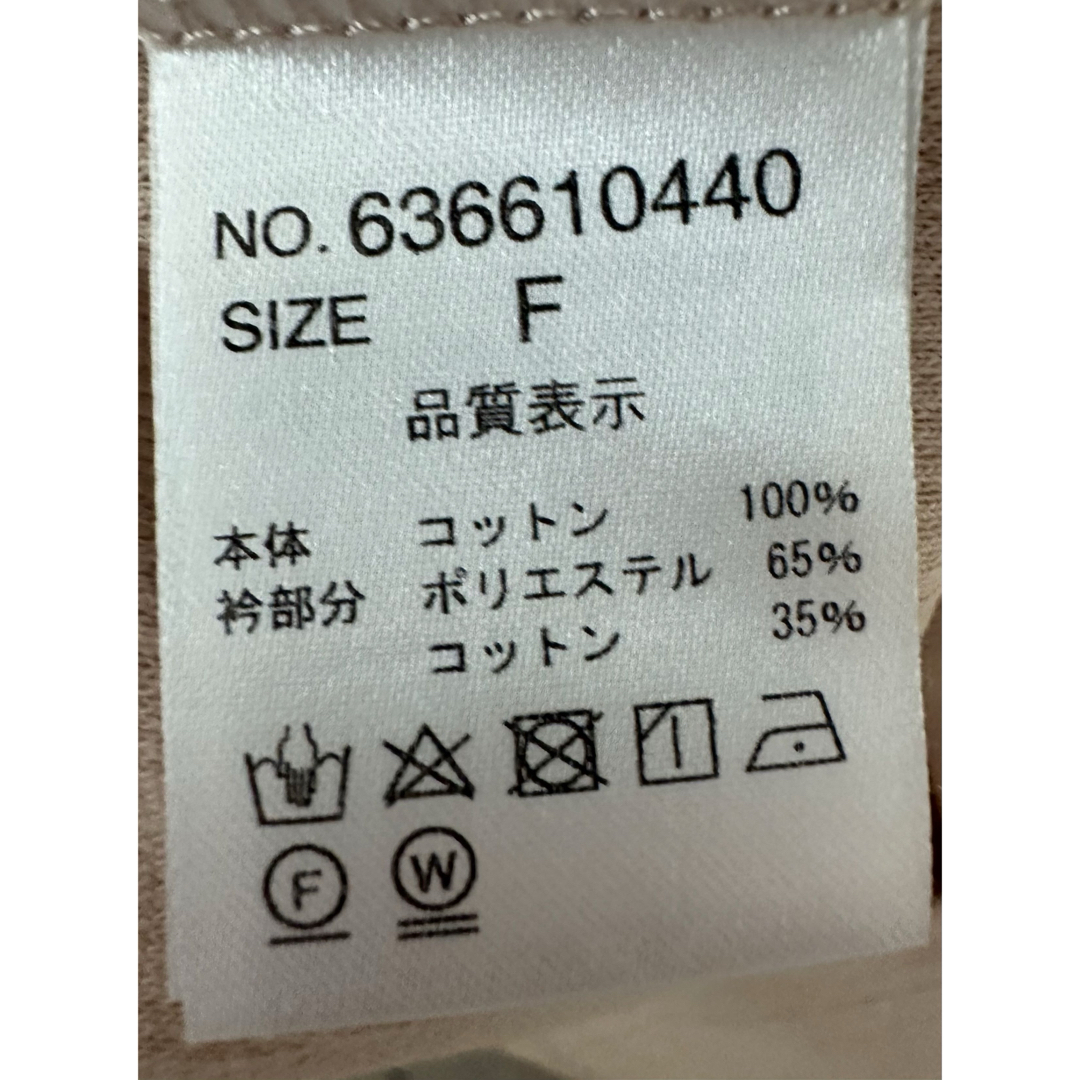 NO. 636610440
SIZE F
品質表示
本体 コットン 100%
衿部分 ポリエステル 65%
コットン 35%
F
W